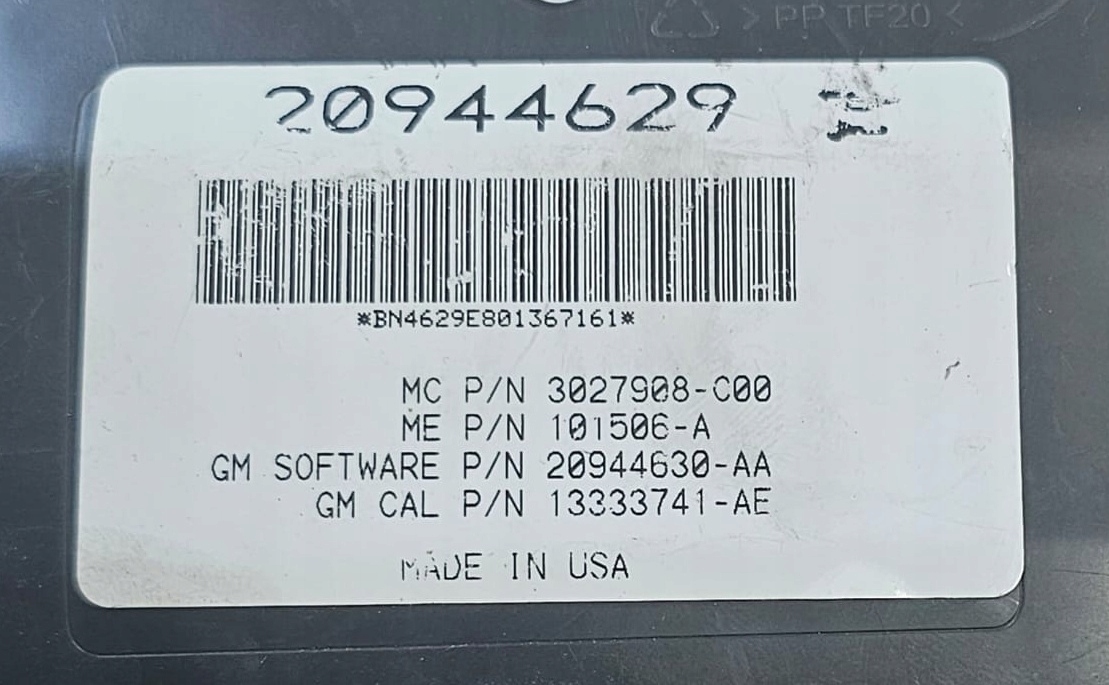 > PP TF20 <
20944629
*BN4629E801367161*
MC P/N 3027908-C00
ME P/N 101506-A
GM SOFTWARE P/N 20944630-AA
GM CAL P/N 13333741-AE
MADE IN USA